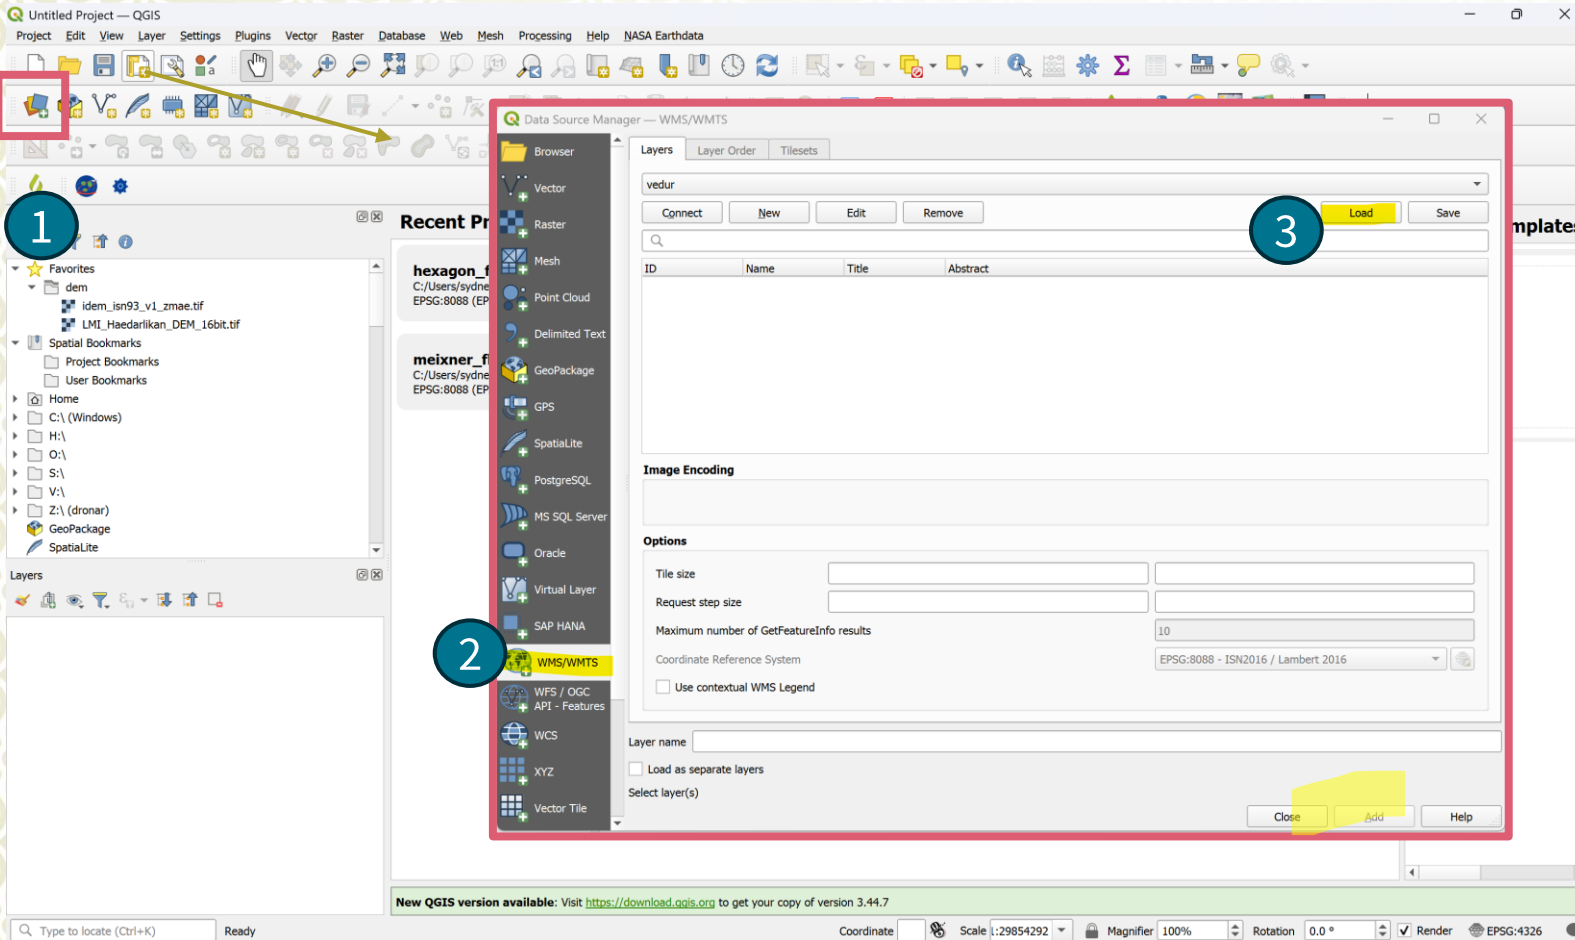 Untitled Project — QGIS
Project Edit View Layer Settings Plugins Vector Raster Database Web Mesh Processing Help NASA Earthdata
1
Favorites
dem
idem_isn93_v1_zmae.tif
LMI_Haedarlikan_DEM_16bit.tif
Spatial Bookmarks
Project Bookmarks
User Bookmarks
Home
C:\ (Windows)
H:\
O:\
S:\
V:\
Z:\ (dronar)
GeoPackage
SpatiaLite
Layers
Recent Pr
hexagon_f
C:/Users/sydne
EPSG:8088 (EP
meixner_fl
C:/Users/sydne
EPSG:8088 (EP
mplates
Data Source Manager — WMS/WMTS
Browser
Vector
Raster
Mesh
Point Cloud
Delimited Text
GeoPackage
GPS
SpatiaLite
PostgreSQL
MS SQL Server
Oracle
Virtual Layer
SAP HANA
2
WMS/WMTS
WFS / OGC
API - Features
WCS
XYZ
Vector Tile
Layers Layer Order Tilesets
vedur
Connect New Edit Remove Load Save
3
ID Name Title Abstract
Image Encoding
Options
Tile size
Request step size
Maximum number of GetFeatureInfo results 10
Coordinate Reference System EPSG:8088 - ISN2016 / Lambert 2016
Use contextual WMS Legend
Layer name
Load as separate layers
Select layer(s)
Close Add Help
New QGIS version available: Visit https://download.qgis.org to get your copy of version 3.44.7
Type to locate (Ctrl+K) Ready Coordinate Scale 1:29854292 Magnifier 100% Rotation 0.0 ° Render EPSG:4326